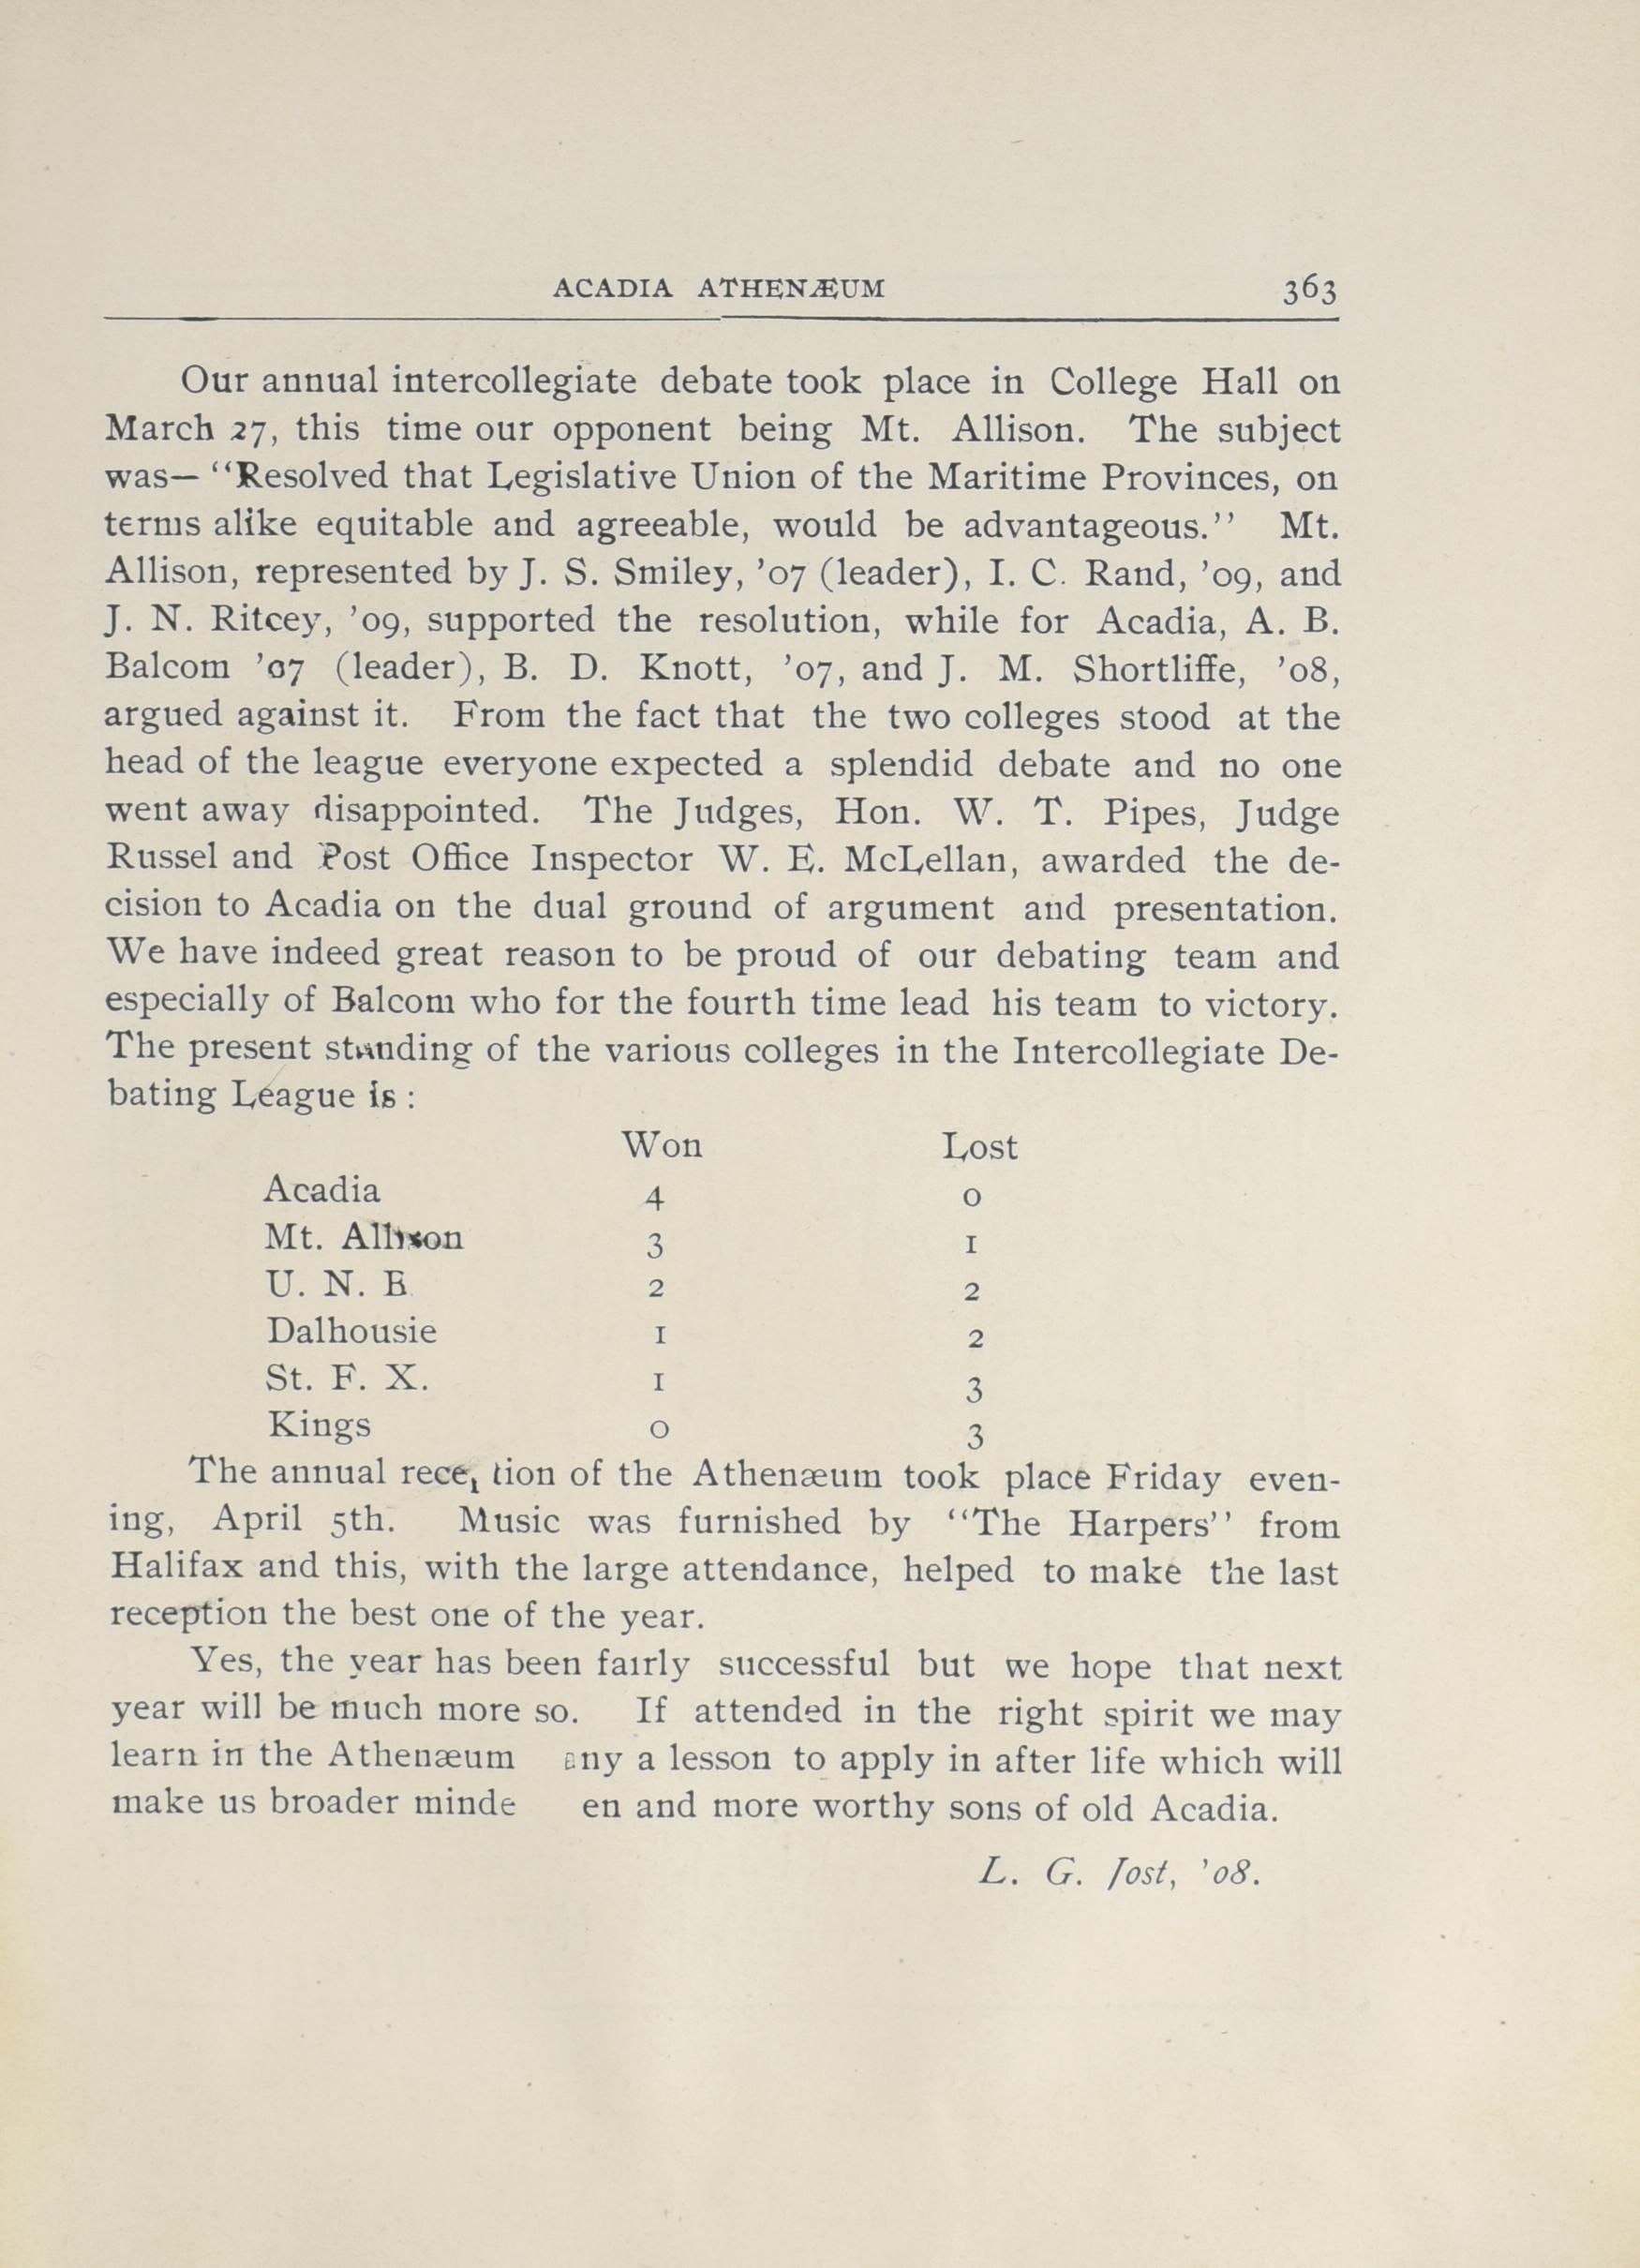 ACADIA ATHENÆUM 363
Our annual intercollegiate debate took place in College Hall on
March 27, this time our opponent being Mt. Allison. The subject
was— "Resolved that Legislative Union of the Maritime Provinces, on
terms alike equitable and agreeable, would be advantageous." Mt.
Allison, represented by J. S. Smiley, '07 (leader), I. C. Rand, '09, and
J. N. Ritcey, '09, supported the resolution, while for Acadia, A. B.
Balcom '07 (leader), B. D. Knott, '07, and J. M. Shortliffe, '08,
argued against it. From the fact that the two colleges stood at the
head of the league everyone expected a splendid debate and no one
went away disappointed. The Judges, Hon. W. T. Pipes, Judge
Russel and Post Office Inspector W. E. McLellan, awarded the de-
cision to Acadia on the dual ground of argument and presentation.
We have indeed great reason to be proud of our debating team and
especially of Balcom who for the fourth time lead his team to victory.
The present standing of the various colleges in the Intercollegiate De-
bating League is :
Won Lost
Acadia 4 0
Mt. Allison 3 1
U. N. B. 2 2
Dalhousie 1 2
St. F. X. 1 3
Kings 0 3
The annual reception of the Athenæum took place Friday even-
ing, April 5th. Music was furnished by "The Harpers" from
Halifax and this, with the large attendance, helped to make the last
reception the best one of the year.
Yes, the year has been fairly successful but we hope that next
year will be much more so. If attended in the right spirit we may
learn in the Athenæum any a lesson to apply in after life which will
make us broader minde en and more worthy sons of old Acadia.
L. G. Jost, '08.